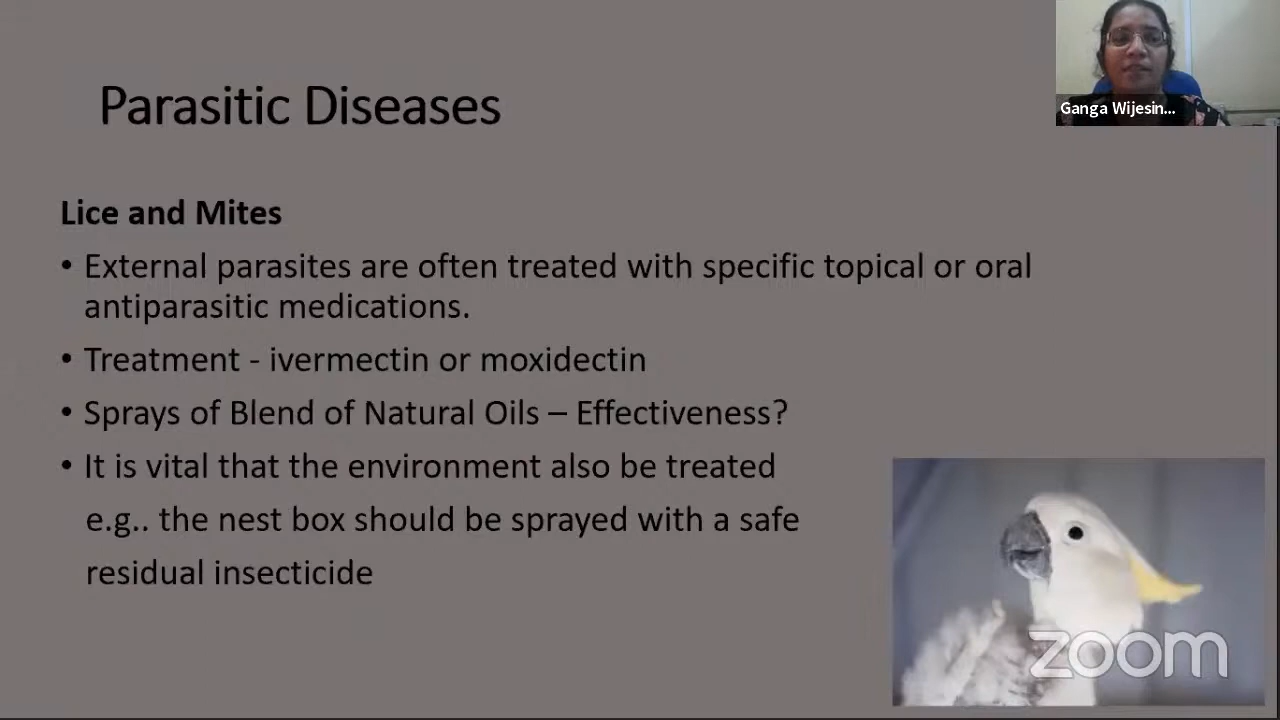 Ganga Wijesin...
Parasitic Diseases
Lice and Mites
• External parasites are often treated with specific topical or oral
antiparasitic medications.
• Treatment - ivermectin or moxidectin
• Sprays of Blend of Natural Oils – Effectiveness?
• It is vital that the environment also be treated
e.g.. the nest box should be sprayed with a safe
residual insecticide
zoom